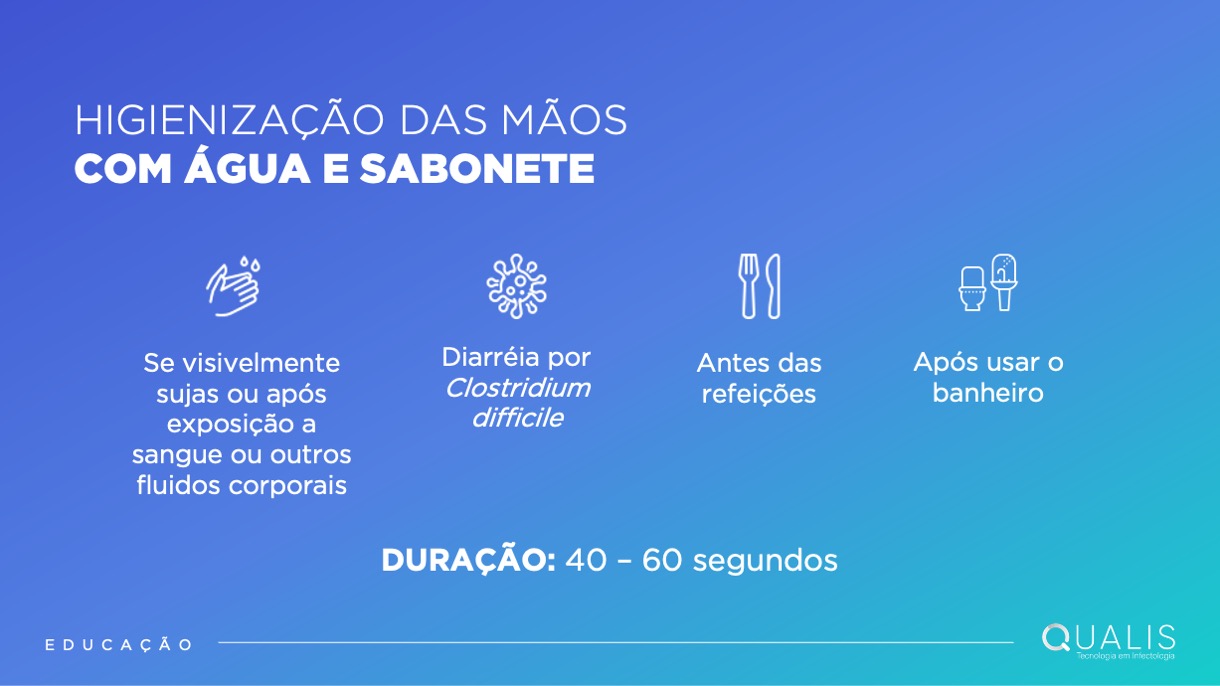 HIGIENIZAÇÃO DAS MÃOS
COM ÁGUA E SABONETE
Se visivelmente
sujas ou após
exposição a
sangue ou outros
fluidos corporais
Diarréia por
Clostridium
difficile
Antes das
refeições
Após usar o
banheiro
DURAÇÃO: 40 – 60 segundos
EDUCAÇÃO
QUALIS
Tecnologia em Infectologia